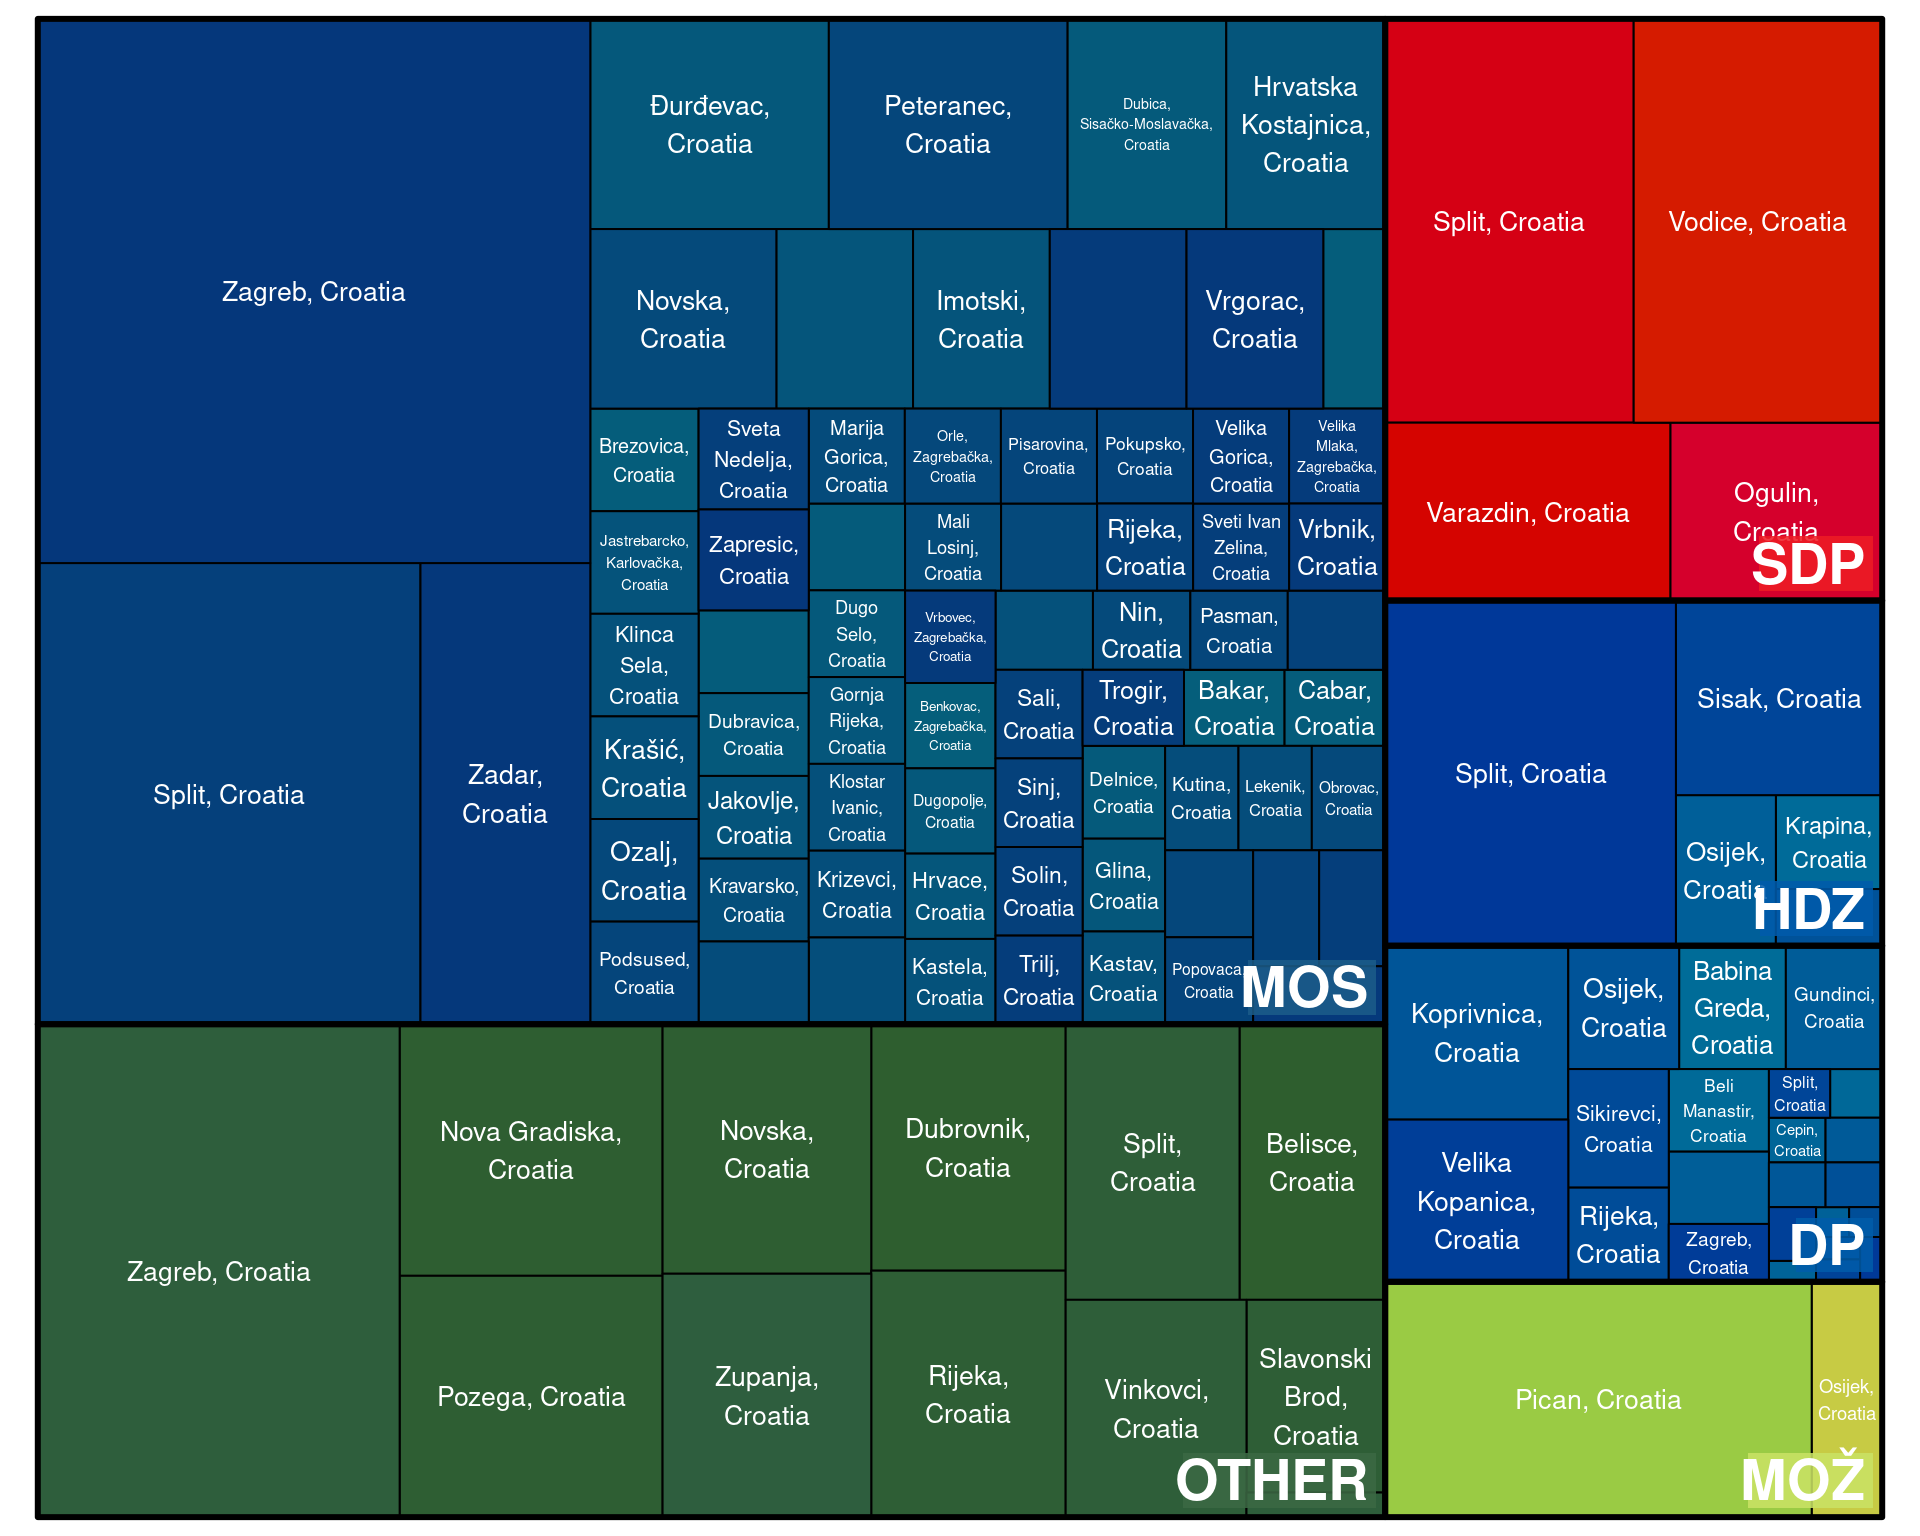 Zagreb, Croatia
Split, Croatia
Zadar,
Croatia
Đurđevac,
Croatia
Peteranec,
Croatia
Dubica,
Sisačko-Moslavačka,
Croatia
Hrvatska
Kostajnica,
Croatia
Novska,
Croatia
Imotski,
Croatia
Vrgorac,
Croatia
Brezovica,
Croatia
Jastrebarcko,
Karlovačka,
Croatia
Klinca
Sela,
Croatia
Krašić,
Croatia
Ozalj,
Croatia
Podsused,
Croatia
Sveta
Nedelja,
Croatia
Zapresic,
Croatia
Dubravica,
Croatia
Jakovlje,
Croatia
Kravarsko,
Croatia
Marija
Gorica,
Croatia
Dugo
Selo,
Croatia
Gornja
Rijeka,
Croatia
Klostar
Ivanic,
Croatia
Krizevci,
Croatia
Orle,
Zagrebačka,
Croatia
Pisarovina,
Croatia
Pokupsko,
Croatia
Velika
Gorica,
Croatia
Velika
Mlaka,
Zagrebačka,
Croatia
Mali
Losinj,
Croatia
Rijeka,
Croatia
Sveti Ivan
Zelina,
Croatia
Vrbnik,
Croatia
Vrbovec,
Zagrebačka,
Croatia
Benkovac,
Zagrebačka,
Croatia
Dugopolje,
Croatia
Hrvace,
Croatia
Kastela,
Croatia
Nin,
Croatia
Pasman,
Croatia
Sali,
Croatia
Sinj,
Croatia
Solin,
Croatia
Trilj,
Croatia
Trogir,
Croatia
Bakar,
Croatia
Cabar,
Croatia
Delnice,
Croatia
Glina,
Croatia
Kastav,
Croatia
Kutina,
Croatia
Lekenik,
Croatia
Obrovac,
Croatia
Popovaca,
Croatia
MOS
Zagreb, Croatia
Nova Gradiska,
Croatia
Pozega, Croatia
Novska,
Croatia
Zupanja,
Croatia
Dubrovnik,
Croatia
Rijeka,
Croatia
Split,
Croatia
Belisce,
Croatia
Vinkovci,
Croatia
Slavonski
Brod,
Croatia
OTHER
Split, Croatia
Vodice, Croatia
Varazdin, Croatia
Ogulin,
Croatia
SDP
Split, Croatia
Sisak, Croatia
Osijek,
Croatia
Krapina,
Croatia
HDZ
Koprivnica,
Croatia
Velika
Kopanica,
Croatia
Osijek,
Croatia
Babina
Greda,
Croatia
Gundinci,
Croatia
Sikirevci,
Croatia
Rijeka,
Croatia
Beli
Manastir,
Croatia
Zagreb,
Croatia
Split,
Croatia
Cepin,
Croatia
DP
Pican, Croatia
Osijek,
Croatia
MOŽ